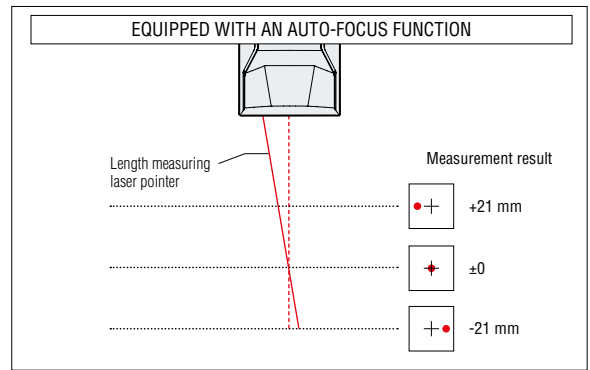 EQUIPPED WITH AN AUTO-FOCUS FUNCTION
Length measuring
laser pointer
Measurement result
+21 mm
±0
-21 mm